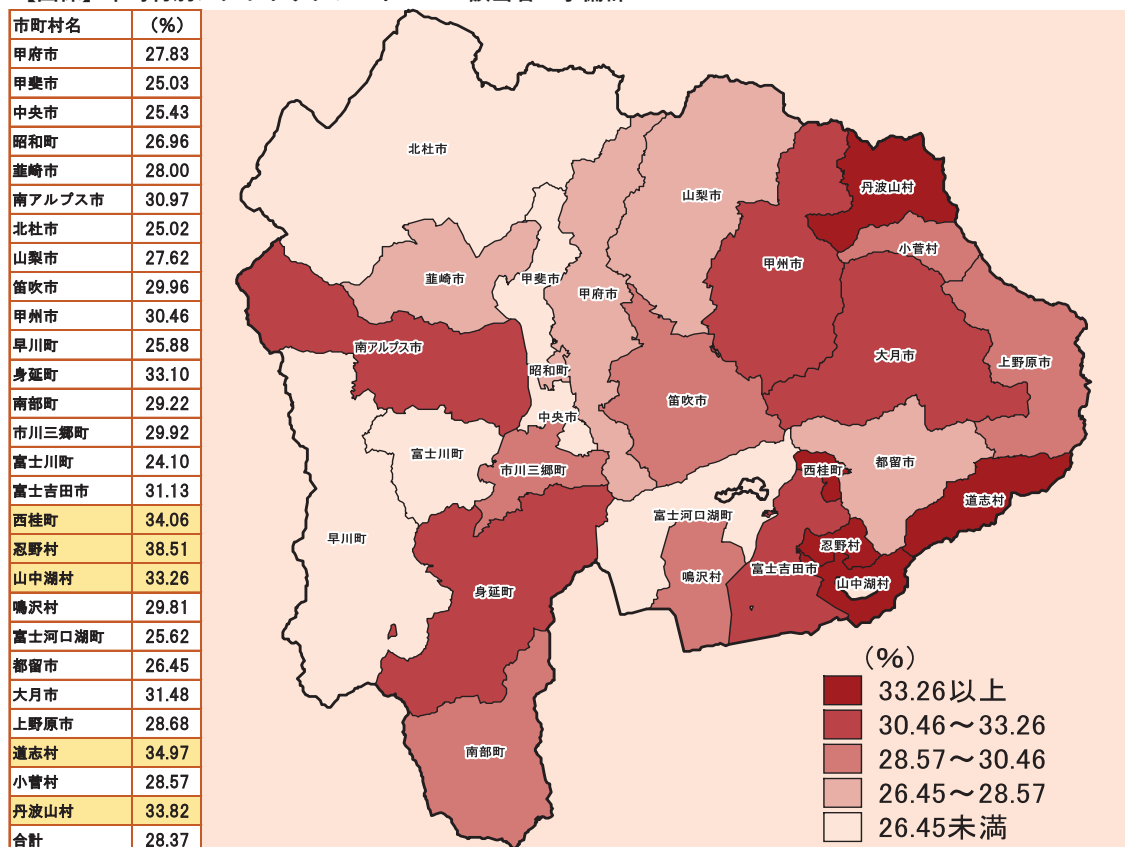 市町村名 (%)
甲府市 27.83
甲斐市 25.03
中央市 25.43
昭和町 26.96
韮崎市 28.00
南アルプス市 30.97
北杜市 25.02
山梨市 27.62
笛吹市 29.96
甲州市 30.46
早川町 25.88
身延町 33.10
南部町 29.22
市川三郷町 29.92
富士川町 24.10
富士吉田市 31.13
西桂町 34.06
忍野村 38.51
山中湖村 33.26
鳴沢村 29.81
富士河口湖町 25.62
都留市 26.45
大月市 31.48
上野原市 28.68
道志村 34.97
小菅村 28.57
丹波山村 33.82
合計 28.37
北杜市
丹波山村
山梨市
小菅村
甲州市
韮崎市
甲斐市
甲府市
南アルプス市
大月市
上野原市
昭和町
笛吹市
中央市
富士川町
市川三郷町
西桂町
都留市
道志村
富士河口湖町
早川町
忍野村
富士吉田市
鳴沢村
山中湖村
身延町
南部町
(%)
33.26以上
30.46～33.26
28.57～30.46
26.45～28.57
26.45未満